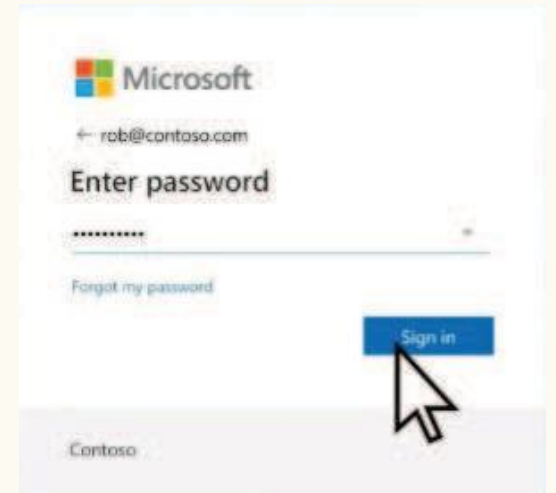 Microsoft
← rob@contoso.com
Enter password
••••••••••
Forgot my password
Sign in
Contoso